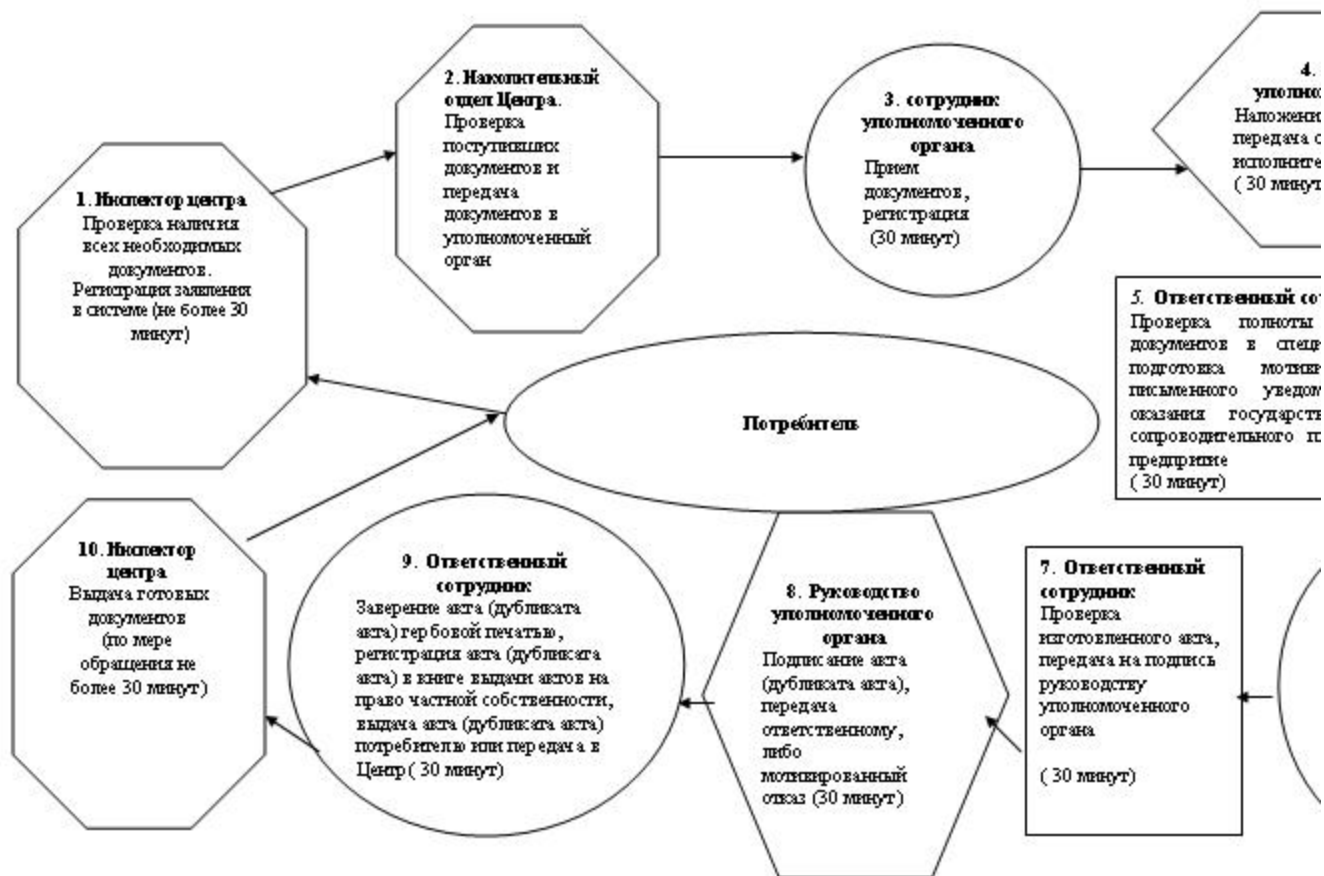 1. Инспектор центра
Проверка наличия
всех необходимых
документов.
Регистрация заявления
в системе (не более 30
минут)
2. Накопительный
отдел Центра.
Проверка
поступивших
документов и
передача
документов в
уполномоченный
орган
3. сотрудник
уполномоченного
органа
Прием
документов,
регистрация
(30 минут)
4.
уполномо
Наложени
передача с
исполните
( 30 минут
5. Ответственный сот
Проверка полноты
документов в специ
подготовка мотиви
письменного уведом
оказания государств
сопроводительного п
предприятие
( 30 минут)
Потребитель
7. Ответственный
сотрудник
Проверка
изготовленного акта,
передача на подпись
руководству
уполномоченного
органа
( 30 минут)
8. Руководство
уполномоченного
органа
Подписание акта
(дубликата акта),
передача
ответственному,
либо
мотивированный
отказ (30 минут)
9. Ответственный
сотрудник
Заверение акта (дубликата
акта) гербовой печатью,
регистрация акта (дубликата
акта) в книге выдачи актов на
право частной собственности,
выдача акта (дубликата акта)
потребителю или передача в
Центр ( 30 минут)
10. Инспектор
центра
Выдача готовых
документов
(по мере
обращения не
более 30 минут)